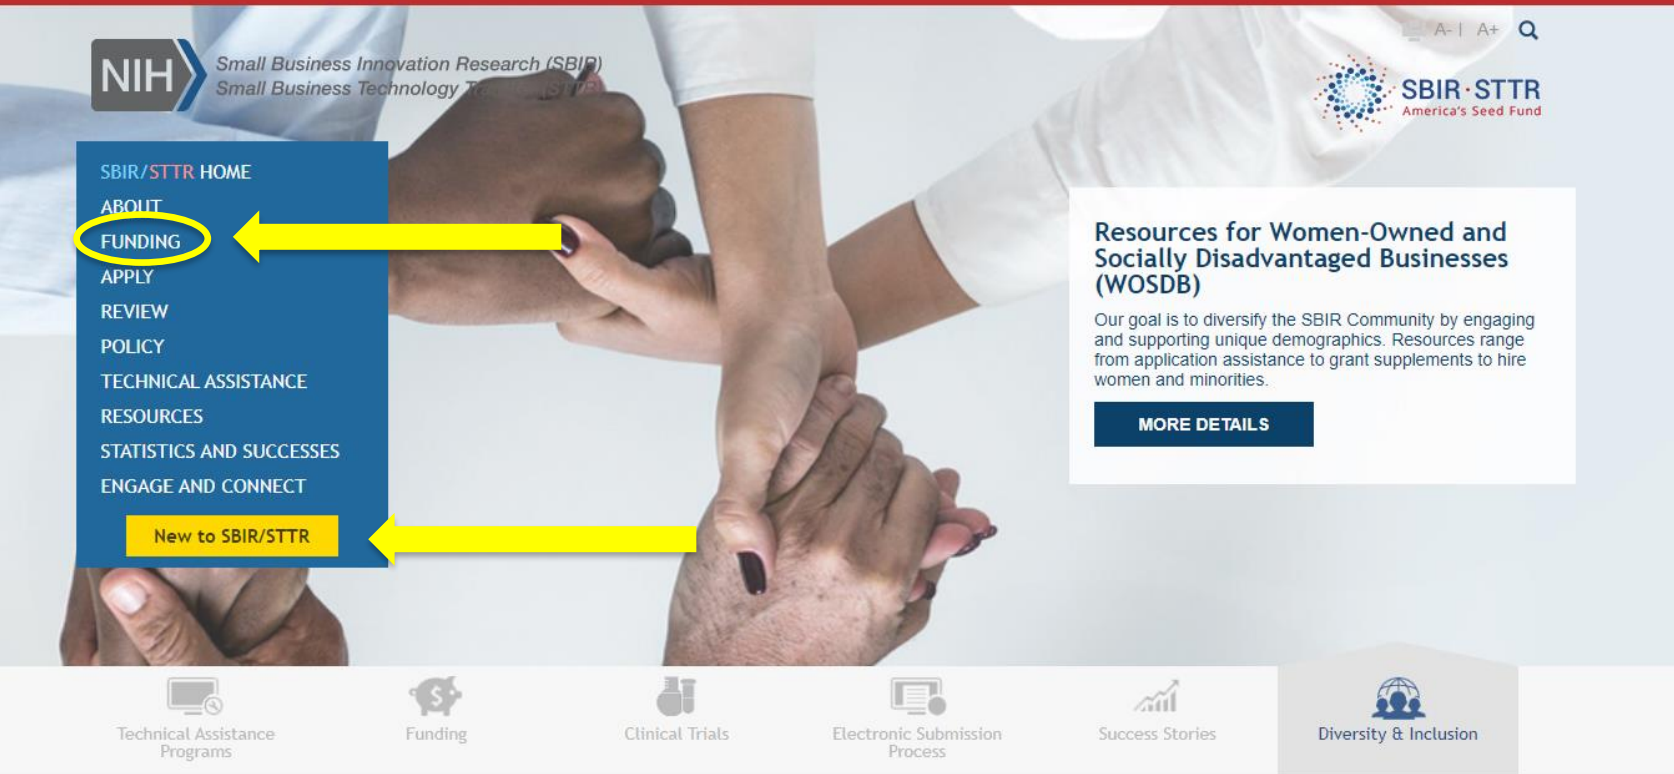 A- | A+
NIH
Small Business Innovation Research (SBIR)
Small Business Technology Transfer (STTR)
SBIR·STTR
America's Seed Fund
SBIR/STTR HOME
ABOUT
FUNDING
APPLY
REVIEW
POLICY
TECHNICAL ASSISTANCE
RESOURCES
STATISTICS AND SUCCESSES
ENGAGE AND CONNECT
New to SBIR/STTR
Resources for Women-Owned and
Socially Disadvantaged Businesses
(WOSDB)
Our goal is to diversify the SBIR Community by engaging
and supporting unique demographics. Resources range
from application assistance to grant supplements to hire
women and minorities.
MORE DETAILS
Technical Assistance
Programs
Funding
Clinical Trials
Electronic Submission
Process
Success Stories
Diversity & Inclusion